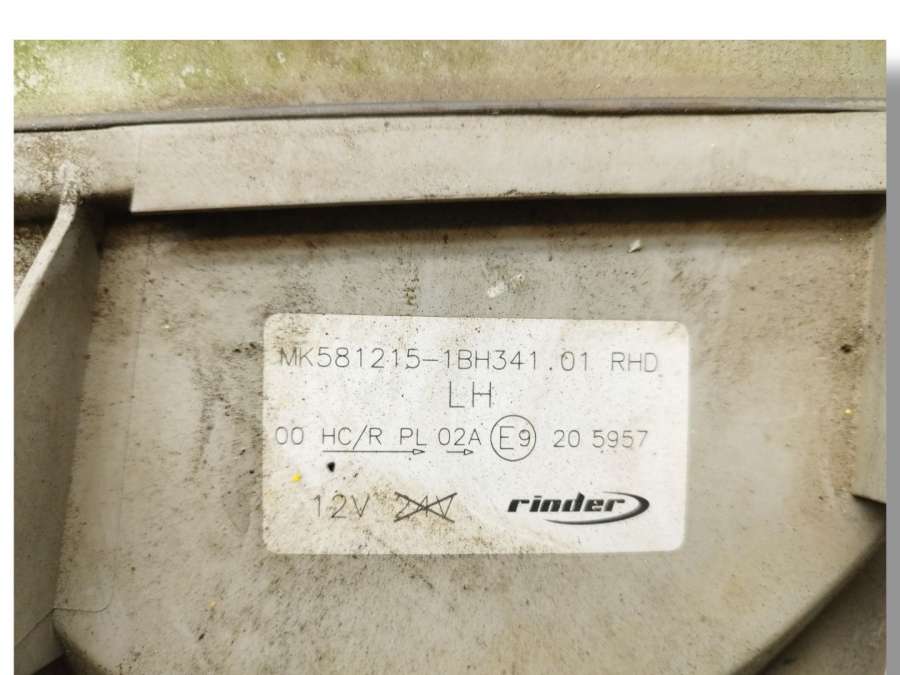 MK581215-1BH341.01 RHD
LH
00 HC/R PL 02A E9 20 5957
12V 24V rinder